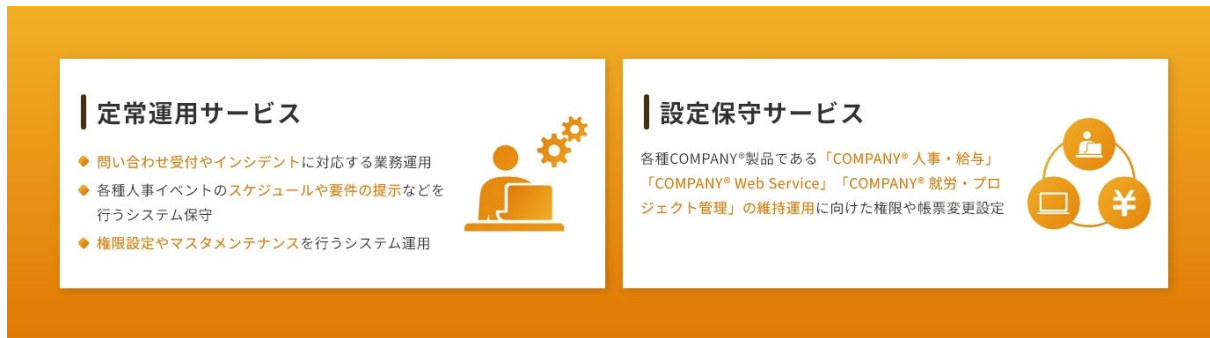 定常運用サービス
問い合わせ受付やインシデントに対応する業務運用
各種人事イベントのスケジュールや要件の提示などを
行うシステム保守
権限設定やマスタメンテナンスを行うシステム運用
設定保守サービス
各種COMPANY®製品である「COMPANY® 人事・給与」
「COMPANY® Web Service」「COMPANY® 就労・プロ
ジェクト管理」の維持運用に向けた権限や帳票変更設定
¥